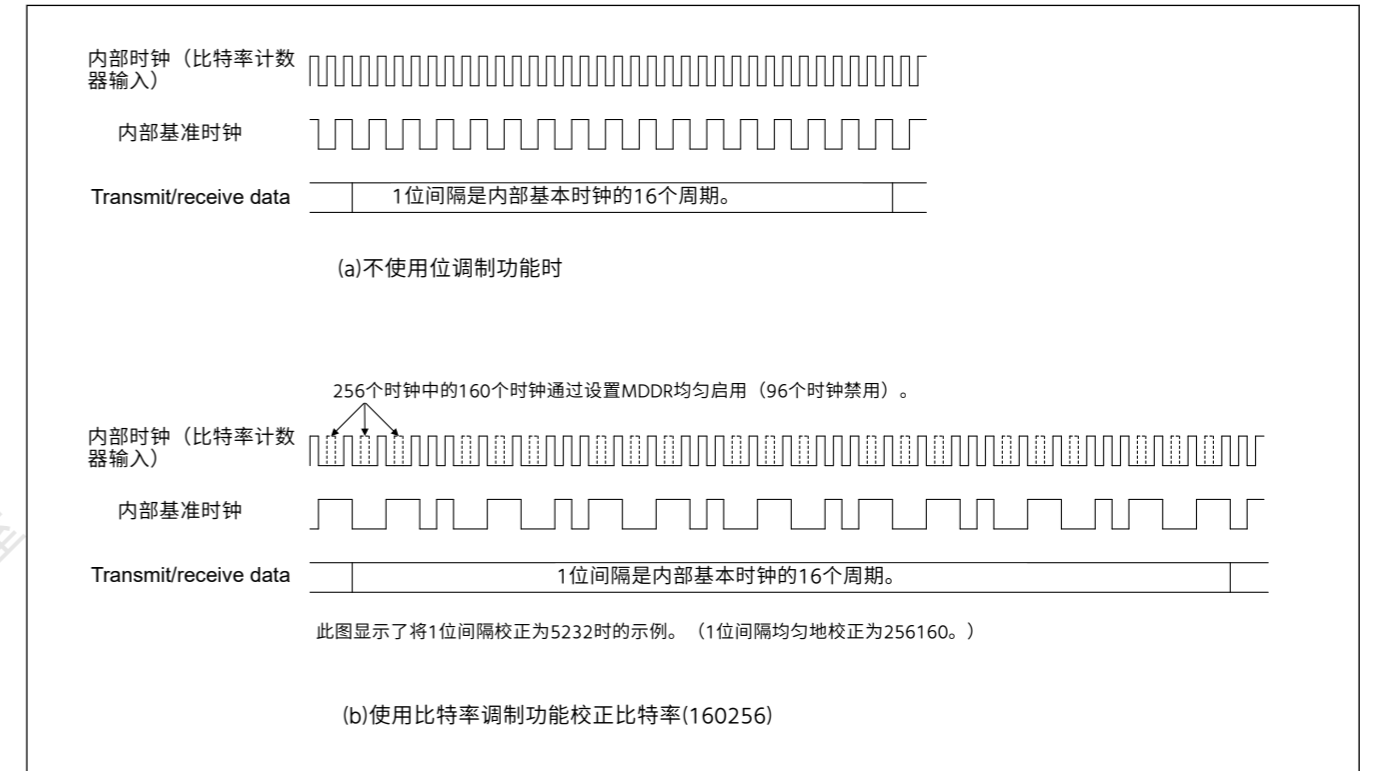 内部时钟（比特率计数
器输入）
内部基准时钟
Transmit/receive data
1位间隔是内部基本时钟的16个周期。
(a)不使用位调制功能时
256个时钟中的160个时钟通过设置MDDR均匀启用（96个时钟禁用）。
内部时钟（比特率计数
器输入）
内部基准时钟
Transmit/receive data
1位间隔是内部基本时钟的16个周期。
此图显示了将1位间隔校正为5232时的示例。（1位间隔均匀地校正为256160。）
(b)使用比特率调制功能校正比特率(160256)